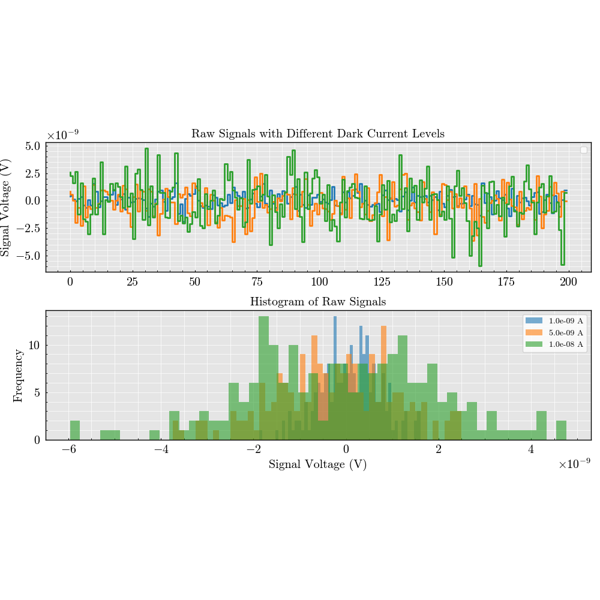 Raw Signals with Different Dark Current Levels
×10⁻⁹
5.0
2.5
0.0
−2.5
−5.0
Signal Voltage (V)
0 25 50 75 100 125 150 175 200
Histogram of Raw Signals
1.0e-09 A
5.0e-09 A
1.0e-08 A
10
5
0
Frequency
−6 −4 −2 0 2 4
Signal Voltage (V)
×10⁻⁹